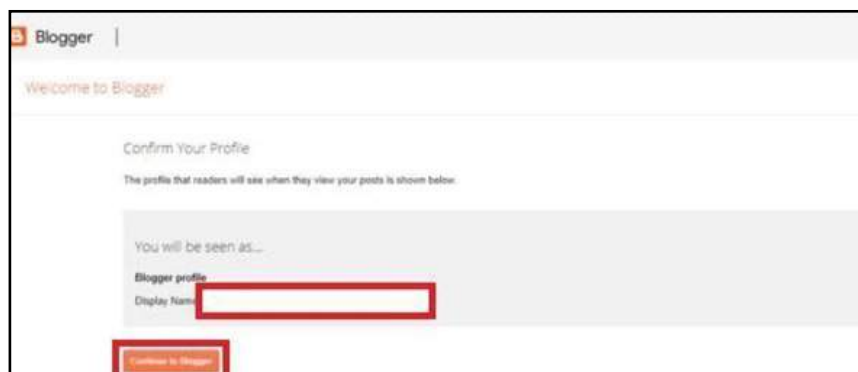 Blogger
Welcome to Blogger
Confirm Your Profile
The profile that readers will see when they view your posts is shown below.
You will be seen as...
Blogger profile
Display Name
Continue to Blogger